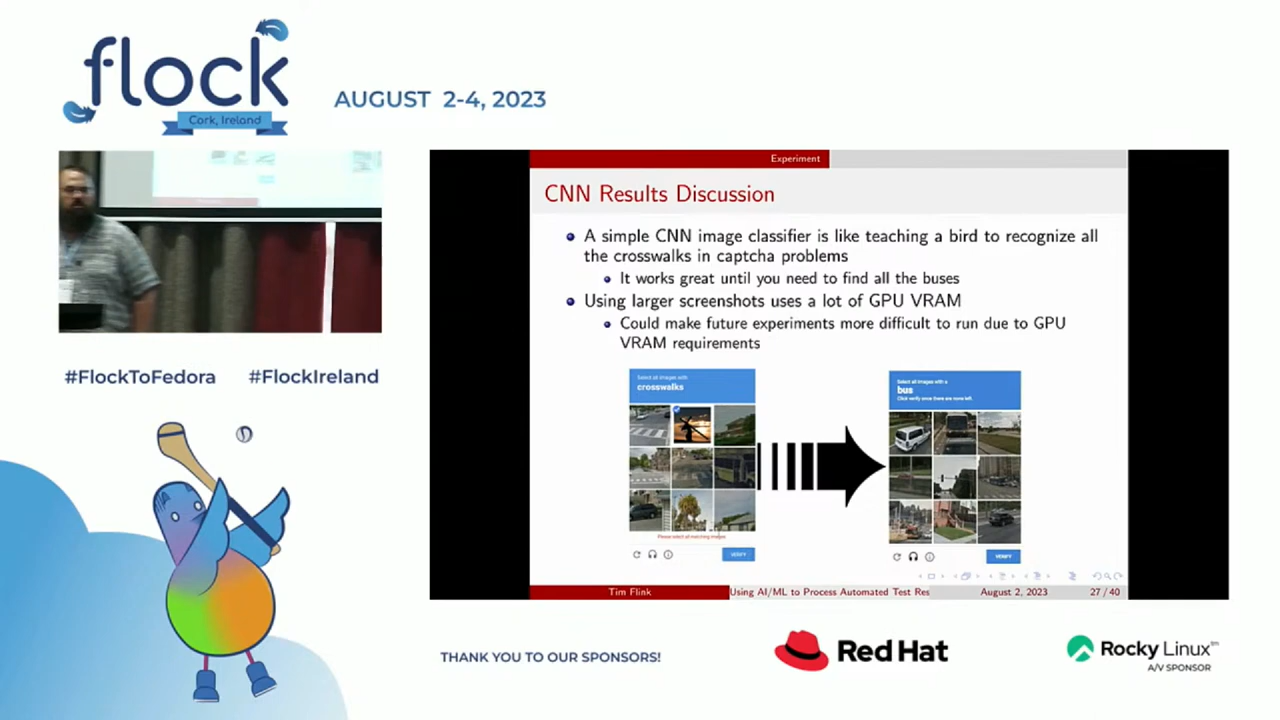 flock
Cork, Ireland
AUGUST 2-4, 2023
#FlockToFedora #FlockIreland
Experiment
CNN Results Discussion
A simple CNN image classifier is like teaching a bird to recognize all
the crosswalks in captcha problems
It works great until you need to find all the buses
Using larger screenshots uses a lot of GPU VRAM
Could make future experiments more difficult to run due to GPU
VRAM requirements
Select all images with
crosswalks
Please select all matching images
VERIFY
Select all images with a
bus
Click verify once there are none left.
VERIFY
Tim Flink Using AI/ML to Process Automated Test Res August 2, 2023 27 / 40
THANK YOU TO OUR SPONSORS!
Red Hat
Rocky Linux™
A/V SPONSOR